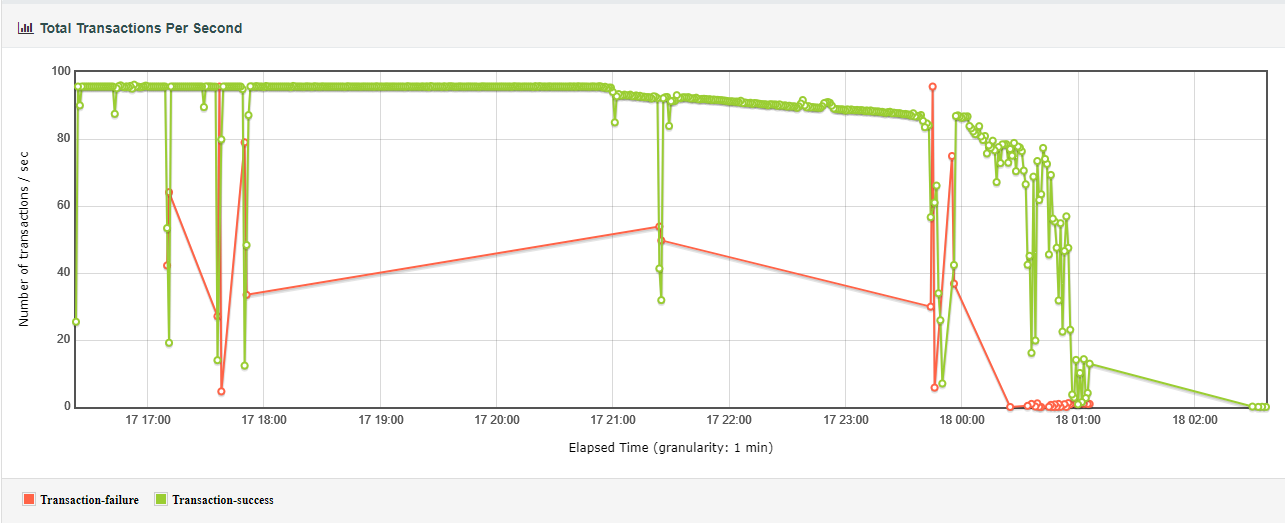 Total Transactions Per Second
100
80
60
40
20
0
Number of transactions / sec
17 17:00 17 18:00 17 19:00 17 20:00 17 21:00 17 22:00 17 23:00 18 00:00 18 01:00 18 02:00
Elapsed Time (granularity: 1 min)
Transaction-failure Transaction-success